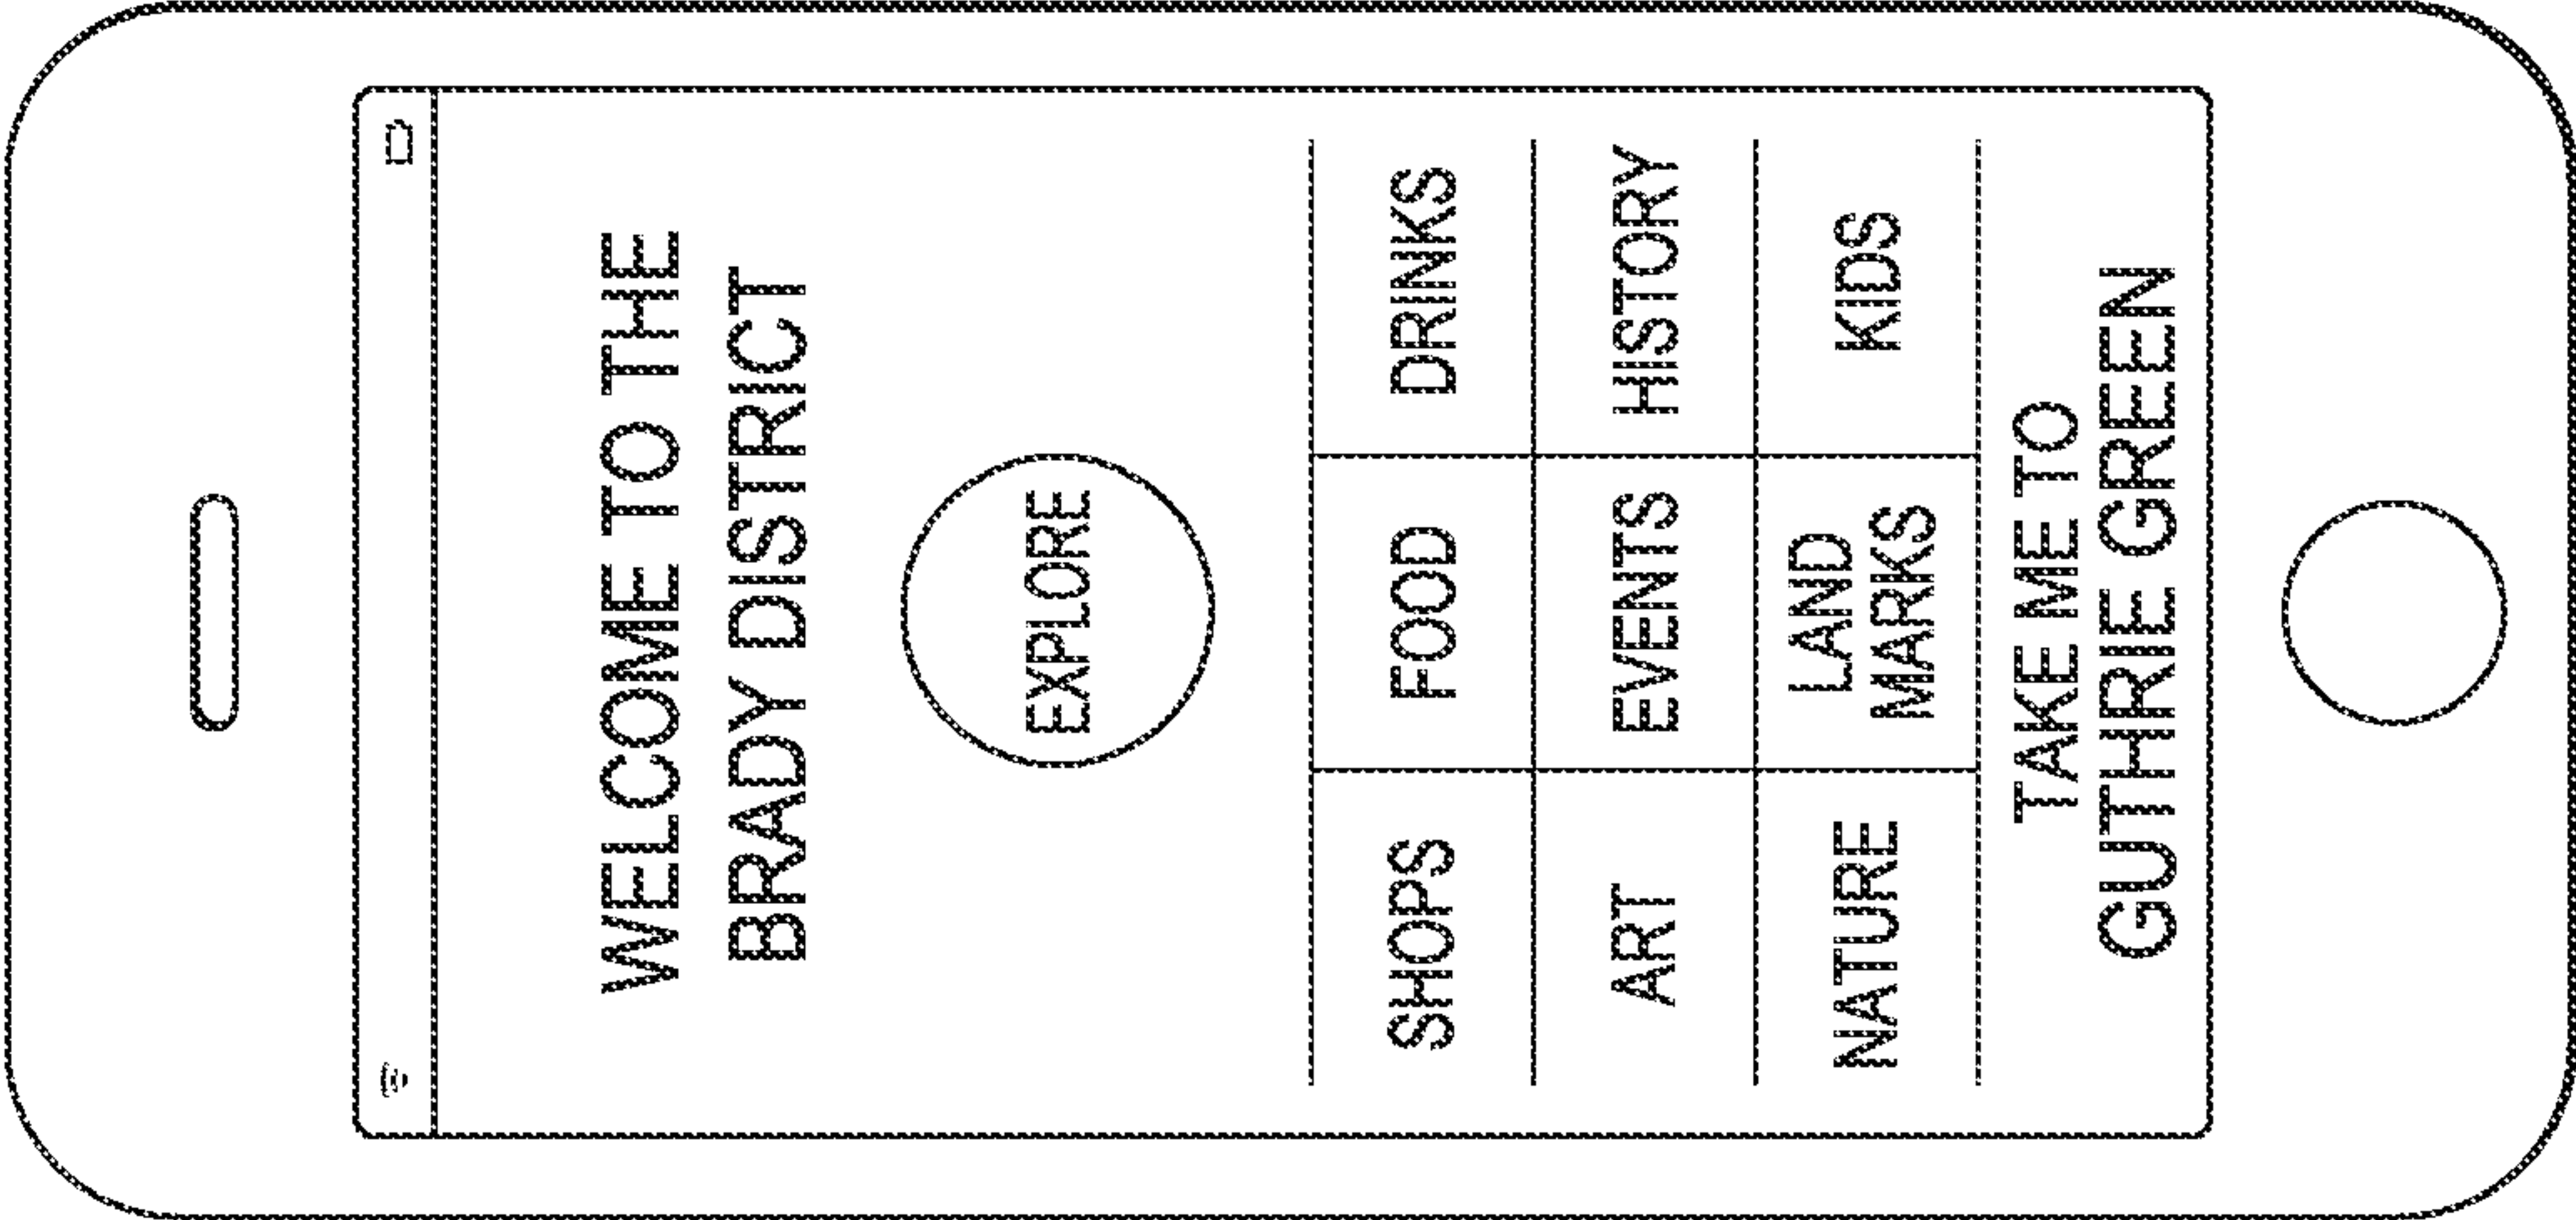 WELCOME TO THE
BRADY DISTRICT
EXPLORE
SHOPS FOOD DRINKS
ART EVENTS HISTORY
NATURE LAND MARKS KIDS
TAKE ME TO
GUTHRIE GREEN